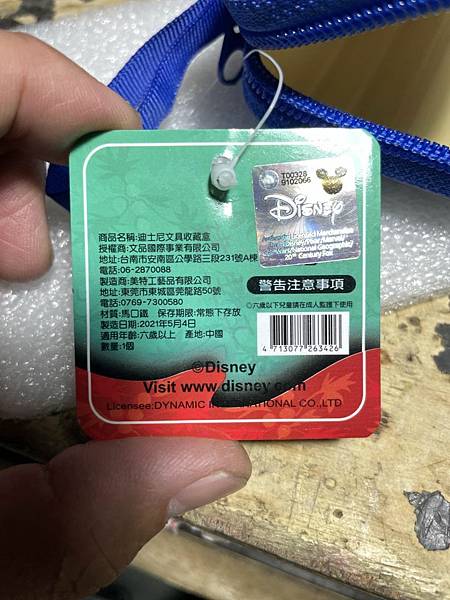 T00328
9102066
Disney
Authentic Licensed Merchandise
20th Century Fox
商品名稱:迪士尼文具收藏盒
授權商:文品國際事業有限公司
地址:台南市安南區公學路三段231號A棟
電話:06-2870088
製造商:美特工藝品有限公司
地址:東莞市東城區莞龍路50號
電話:0769-7300580
材質:馬口鐵 保存期限:常態下存放
製造日期:2021年5月4日
適用年齡:六歲以上 產地:中國
數量:1個
警告注意事項
◎六歲以下兒童請在成人監護下使用
4 713077 263426
©Disney
Visit www.disney.com
Licensee:DYNAMIC INTERNATIONAL CO.,LTD